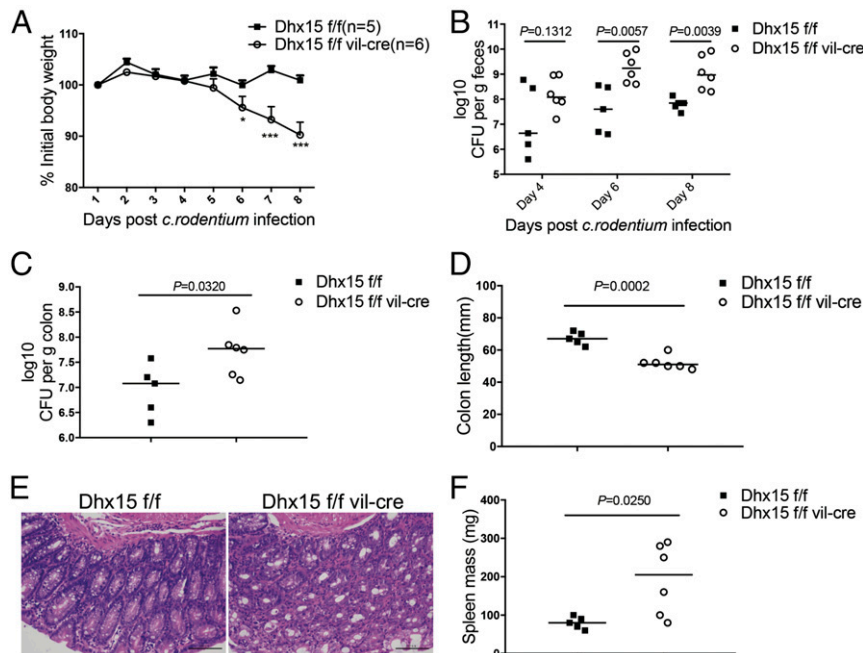 A
Dhx15 f/f(n=5)
Dhx15 f/f vil-cre(n=6)
% Initial body weight
110
100
90
80
*
***
***
1 2 3 4 5 6 7 8
Days post c.rodentium infection
B
Dhx15 f/f
Dhx15 f/f vil-cre
P=0.1312 P=0.0057 P=0.0039
log10
CFU per g feces
11
10
9
8
7
6
5
Day 4 Day 6 Day 8
Days post c.rodentium infection
C
Dhx15 f/f
Dhx15 f/f vil-cre
P=0.0320
log10
CFU per g colon
9.0
8.5
8.0
7.5
7.0
6.5
6.0
D
Dhx15 f/f
Dhx15 f/f vil-cre
P=0.0002
Colon length(mm)
100
80
60
40
20
0
E
Dhx15 f/f Dhx15 f/f vil-cre
F
Dhx15 f/f
Dhx15 f/f vil-cre
P=0.0250
Spleen mass (mg)
400
300
200
100
0